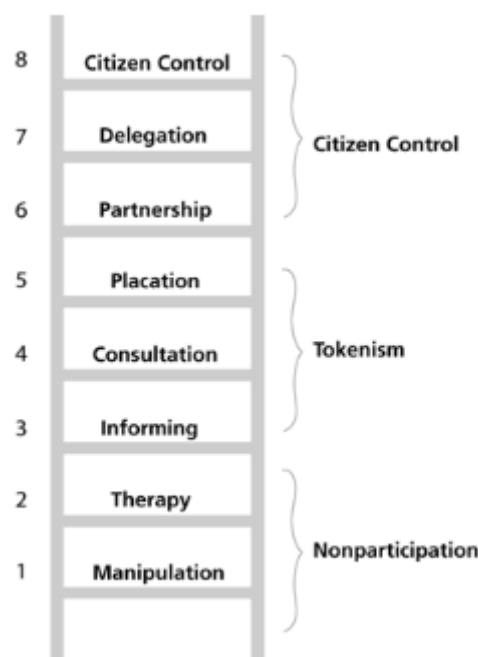 8 Citizen Control
7 Delegation
Citizen Control
6 Partnership
5 Placation
4 Consultation
Tokenism
3 Informing
2 Therapy
Nonparticipation
1 Manipulation